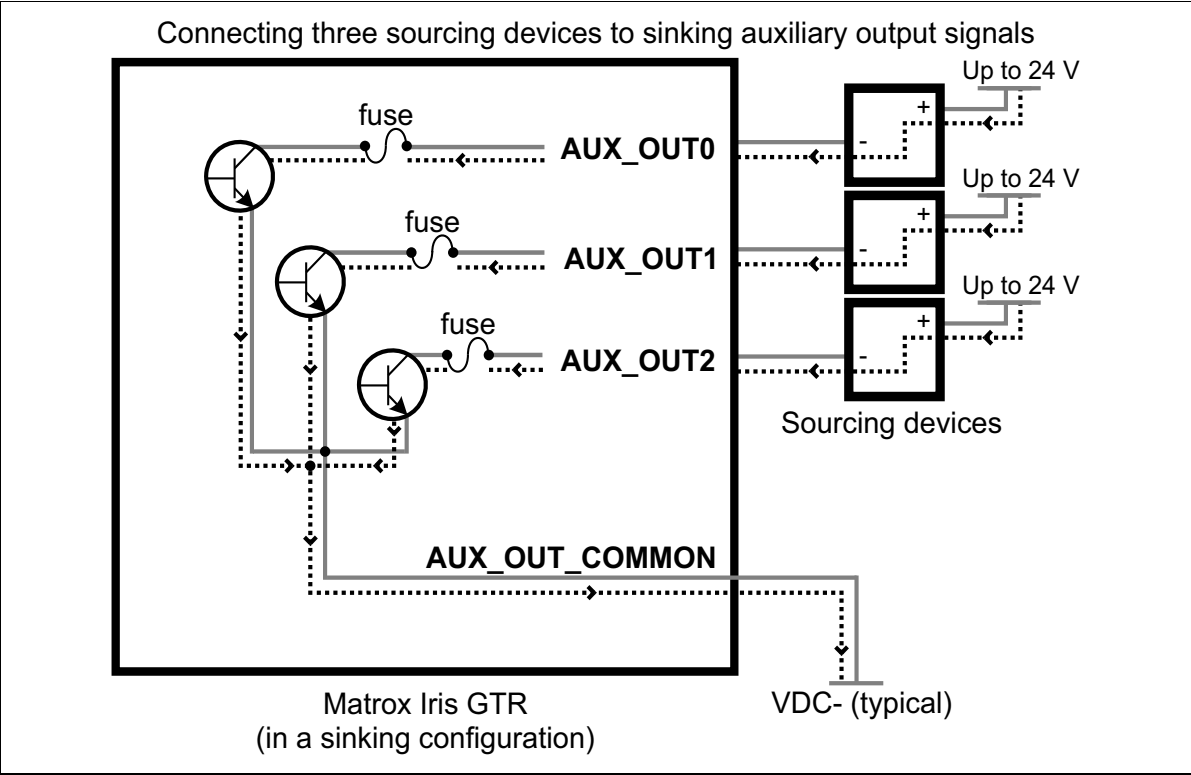 Connecting three sourcing devices to sinking auxiliary output signals
Up to 24 V
fuse
+
AUX_OUT0
-
Up to 24 V
fuse
+
AUX_OUT1
-
Up to 24 V
fuse
+
AUX_OUT2
-
Sourcing devices
AUX_OUT_COMMON
Matrox Iris GTR
(in a sinking configuration)
VDC- (typical)